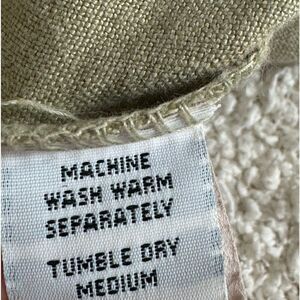 MACHINE
WASH WARM
SEPARATELY
TUMBLE DRY
MEDIUM